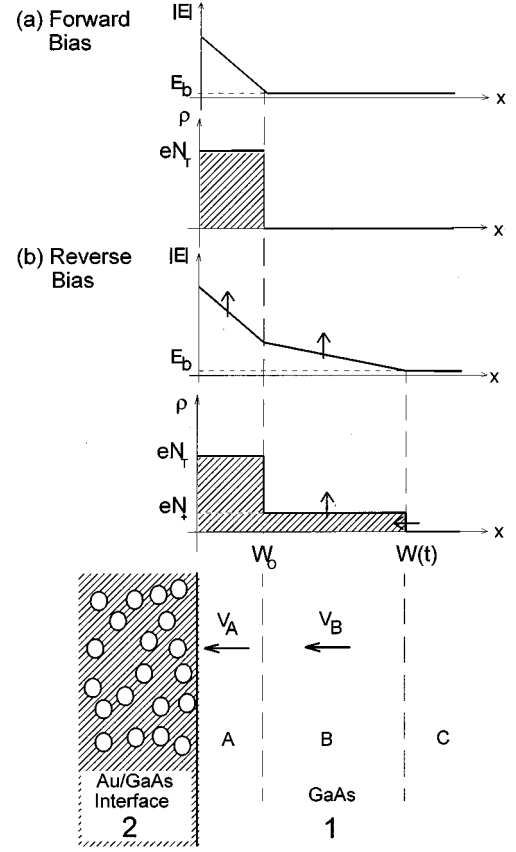 (a) Forward Bias
|E|
E_b
x
ρ
eN_T
x
(b) Reverse Bias
|E|
E_b
x
ρ
eN_T
eN_+
x
W_o W(t)
V_A V_B
A B C
Au/GaAs Interface
GaAs
2 1